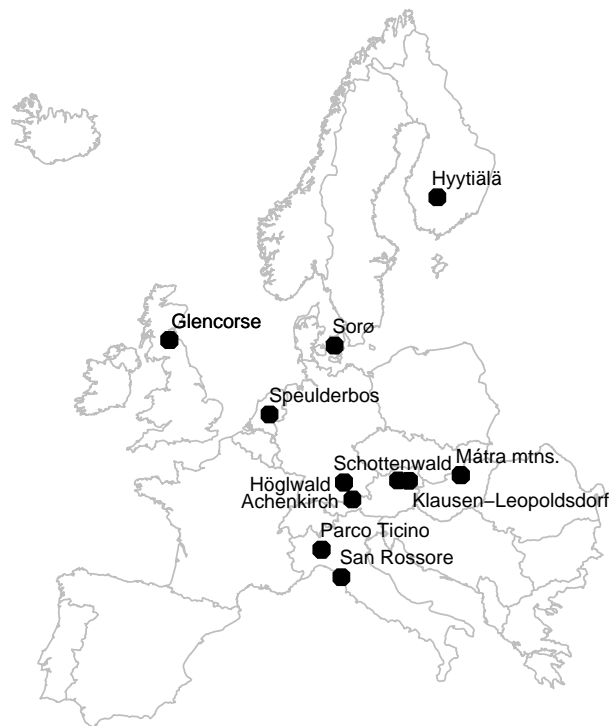 Hyytiälä
Glencorse
Sorø
Speulderbos
Schottenwald
Mátra mtns.
Höglwald
Achenkirch
Klausen–Leopoldsdorf
Parco Ticino
San Rossore